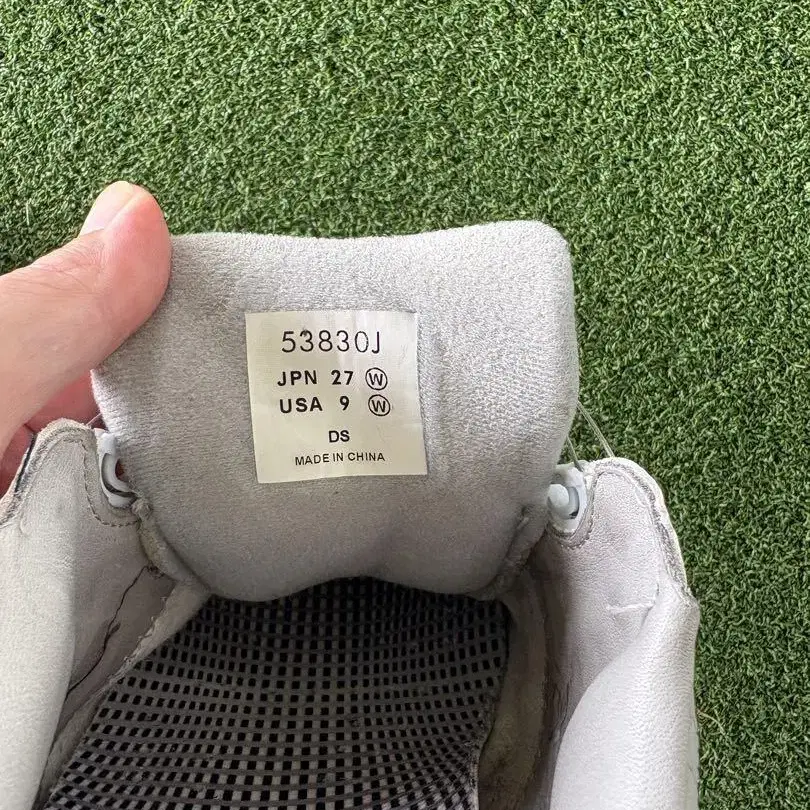 53830J
JPN 27 Ⓦ
USA 9 Ⓦ
DS
MADE IN CHINA